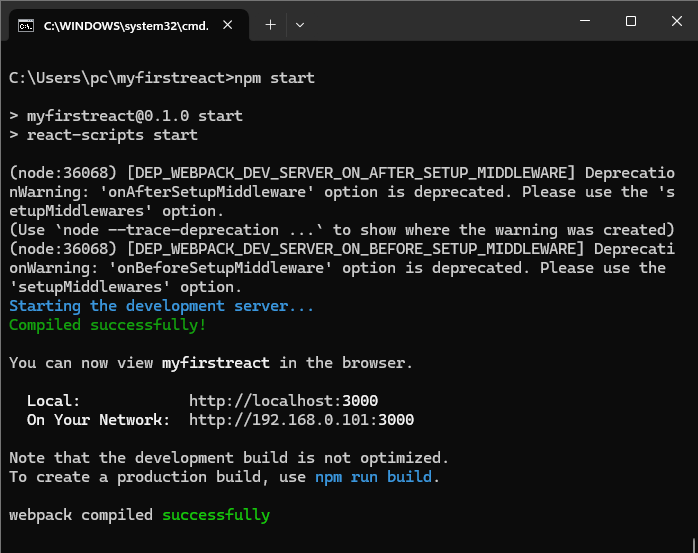 C:\WINDOWS\system32\cmd.
C:\Users\pc\myfirstreact>npm start
> myfirstreact@0.1.0 start
> react-scripts start
(node:36068) [DEP_WEBPACK_DEV_SERVER_ON_AFTER_SETUP_MIDDLEWARE] Deprecatio
nWarning: 'onAfterSetupMiddleware' option is deprecated. Please use the 's
etupMiddlewares' option.
(Use `node --trace-deprecation ...` to show where the warning was created)
(node:36068) [DEP_WEBPACK_DEV_SERVER_ON_BEFORE_SETUP_MIDDLEWARE] Deprecati
onWarning: 'onBeforeSetupMiddleware' option is deprecated. Please use the
'setupMiddlewares' option.
Starting the development server...
Compiled successfully!
You can now view myfirstreact in the browser.
Local: http://localhost:3000
On Your Network: http://192.168.0.101:3000
Note that the development build is not optimized.
To create a production build, use npm run build.
webpack compiled successfully